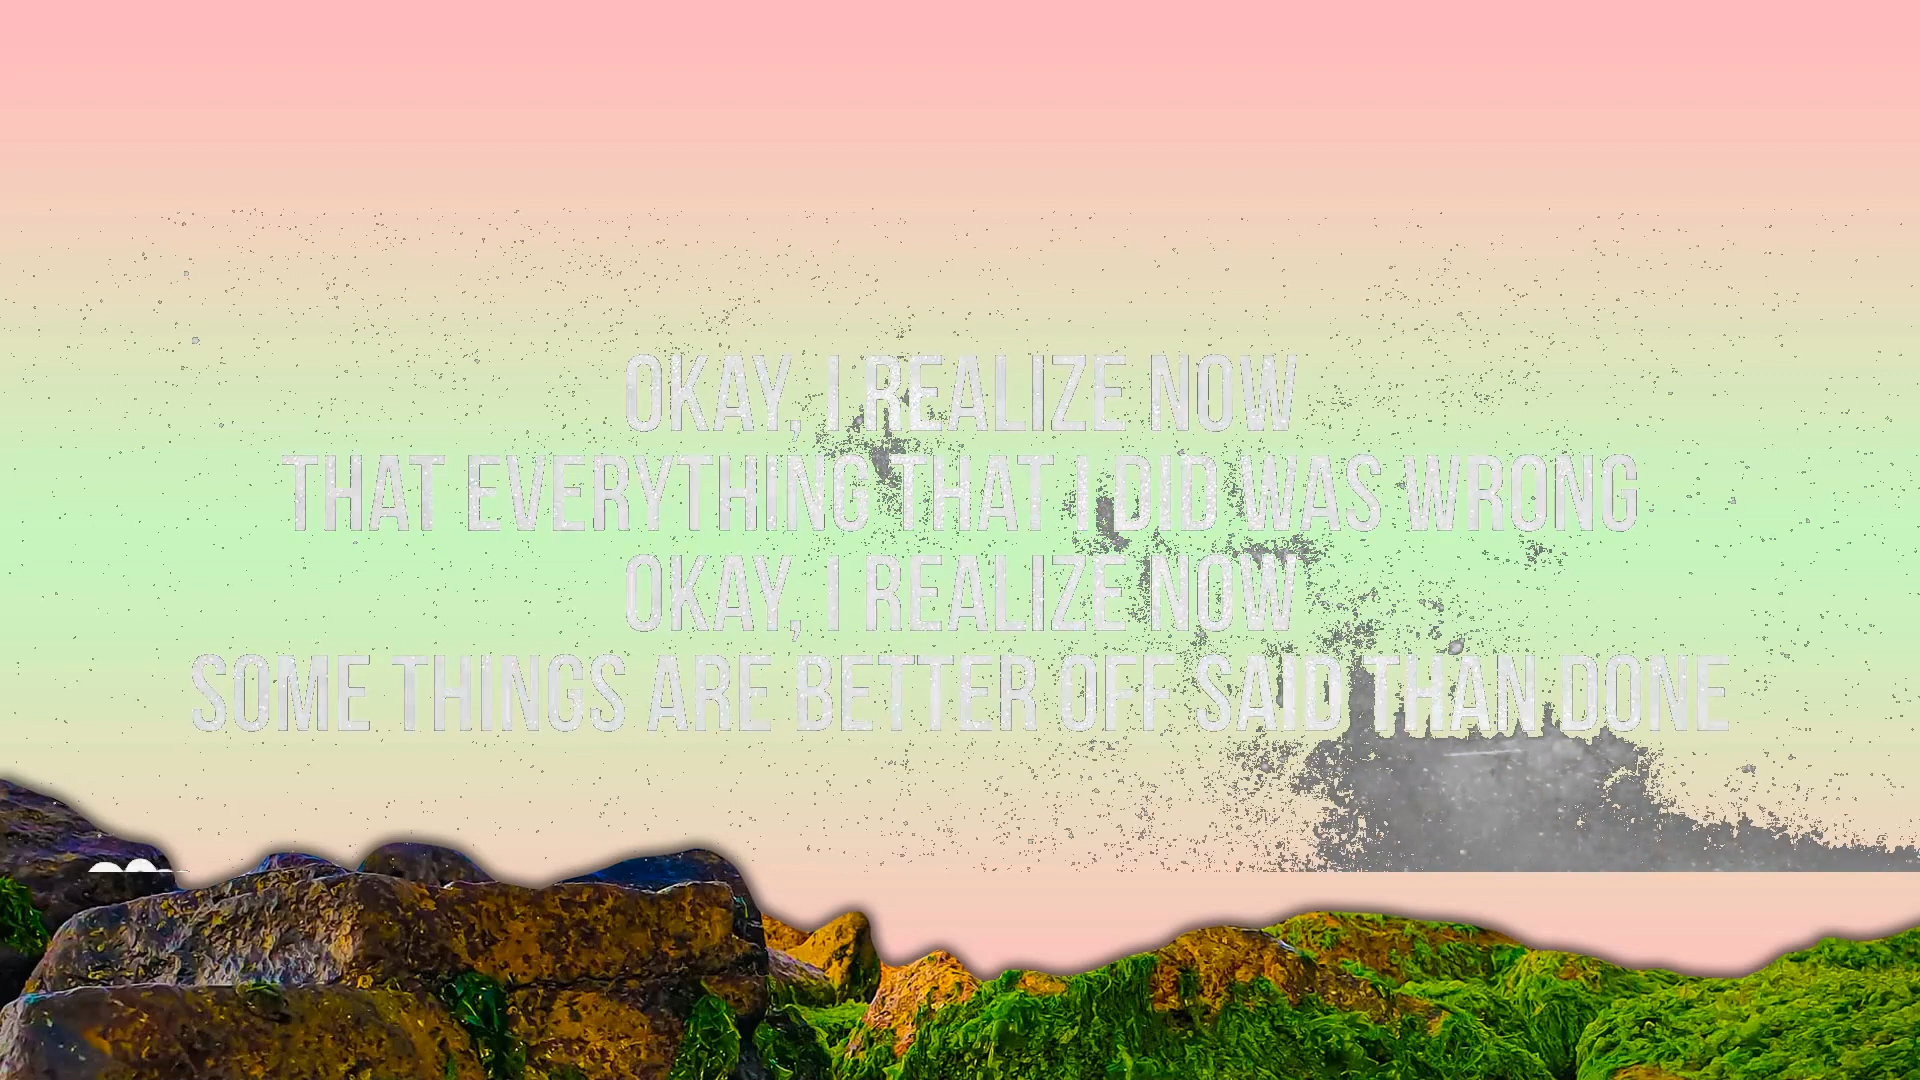 OKAY, I REALIZE NOW
THAT EVERYTHING THAT I DID WAS WRONG
OKAY, I REALIZE NOW
SOME THINGS ARE BETTER OFF SAID THAN DONE